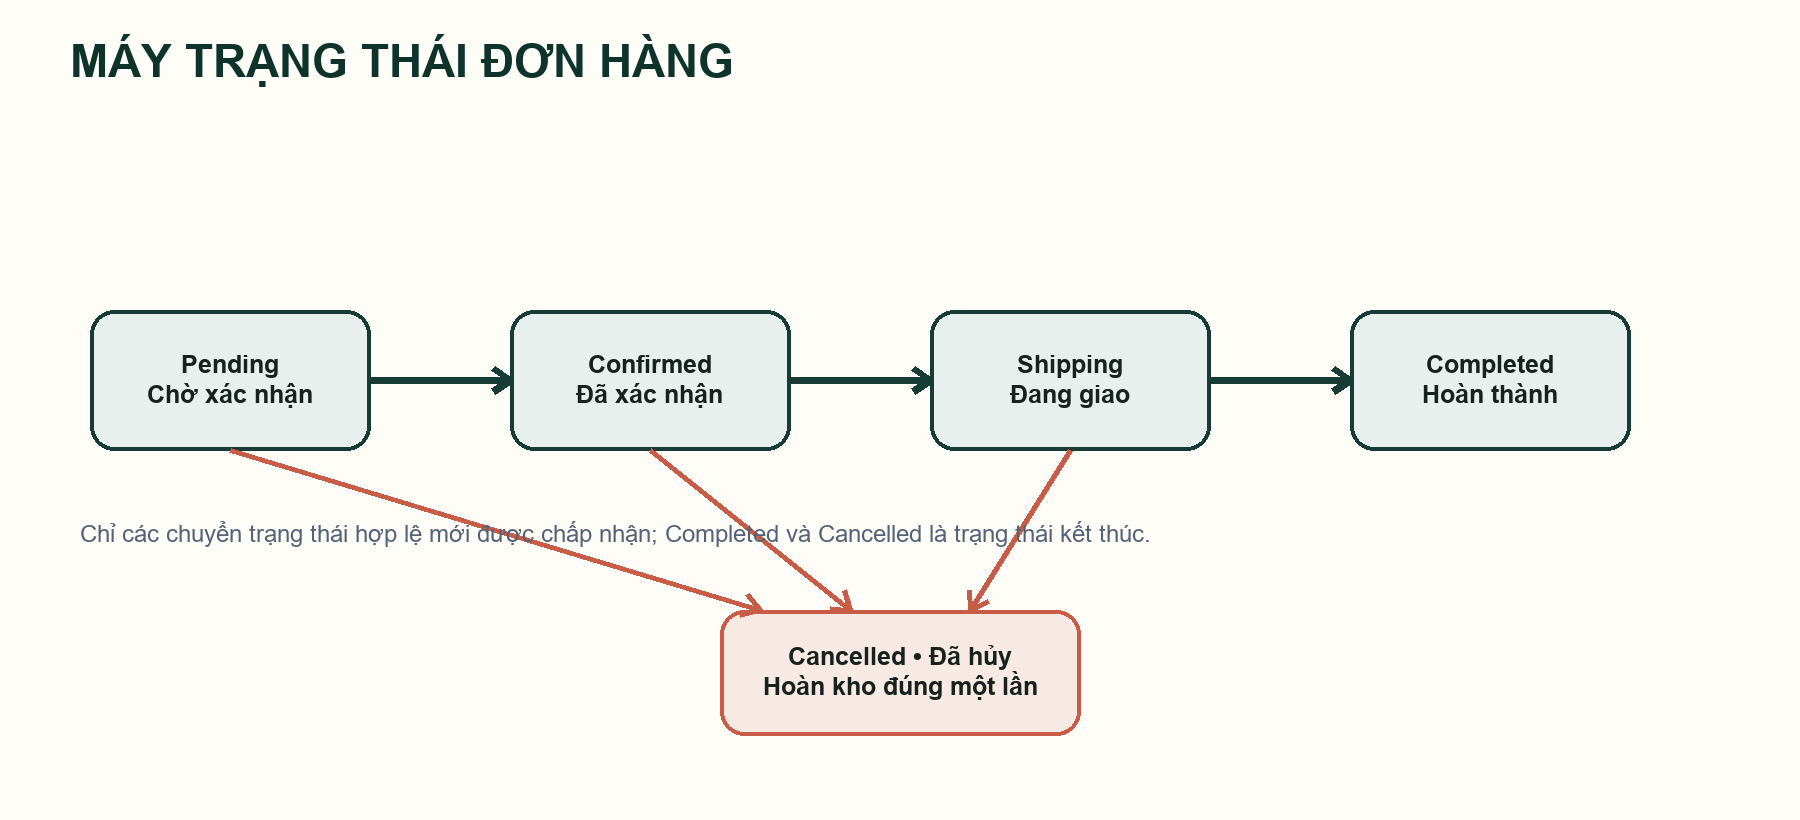 MÁY TRẠNG THÁI ĐƠN HÀNG
Pending
Chờ xác nhận
Confirmed
Đã xác nhận
Shipping
Đang giao
Completed
Hoàn thành
Chỉ các chuyển trạng thái hợp lệ mới được chấp nhận; Completed và Cancelled là trạng thái kết thúc.
Cancelled • Đã hủy
Hoàn kho đúng một lần